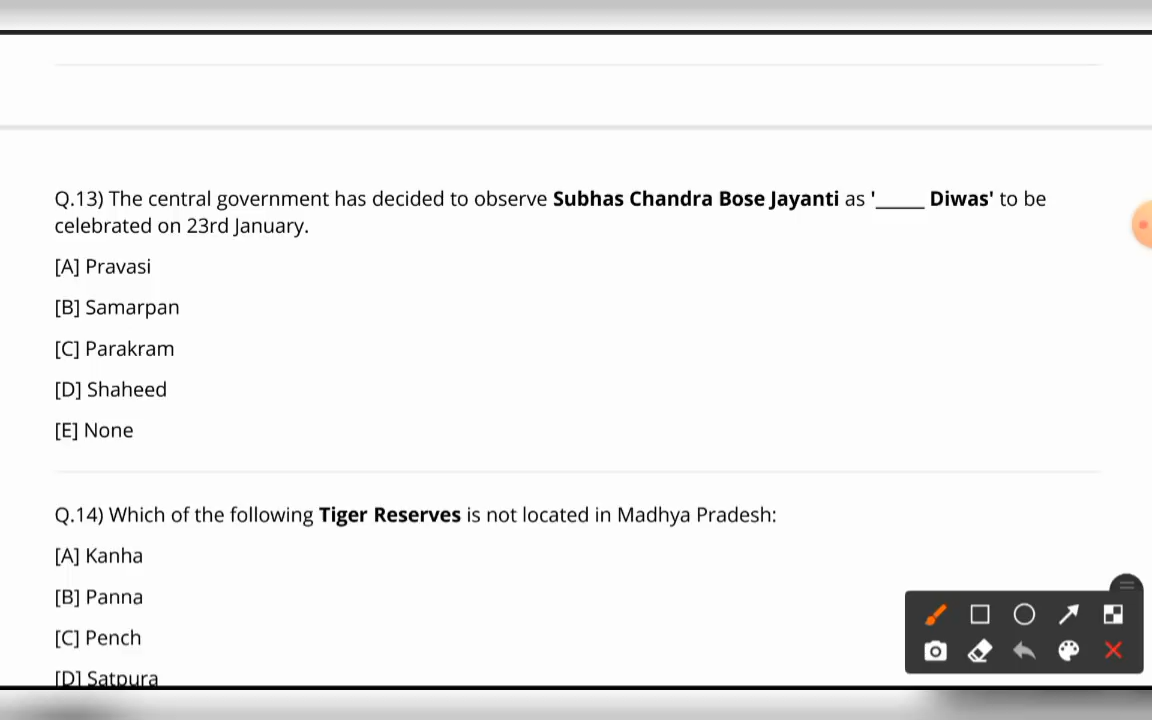 Q.13) The central government has decided to observe Subhas Chandra Bose Jayanti as '_____ Diwas' to be
celebrated on 23rd January.
[A] Pravasi
[B] Samarpan
[C] Parakram
[D] Shaheed
[E] None
Q.14) Which of the following Tiger Reserves is not located in Madhya Pradesh:
[A] Kanha
[B] Panna
[C] Pench
[D] Satpura